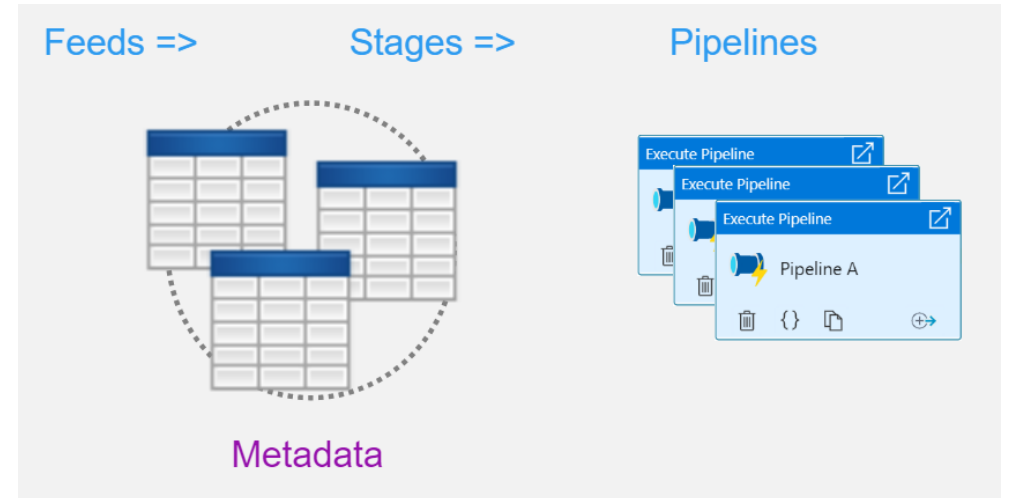 Feeds =>
Stages =>
Pipelines
Execute Pipeline
Execute Pipeline
Execute Pipeline
Pipeline A
{}
Metadata